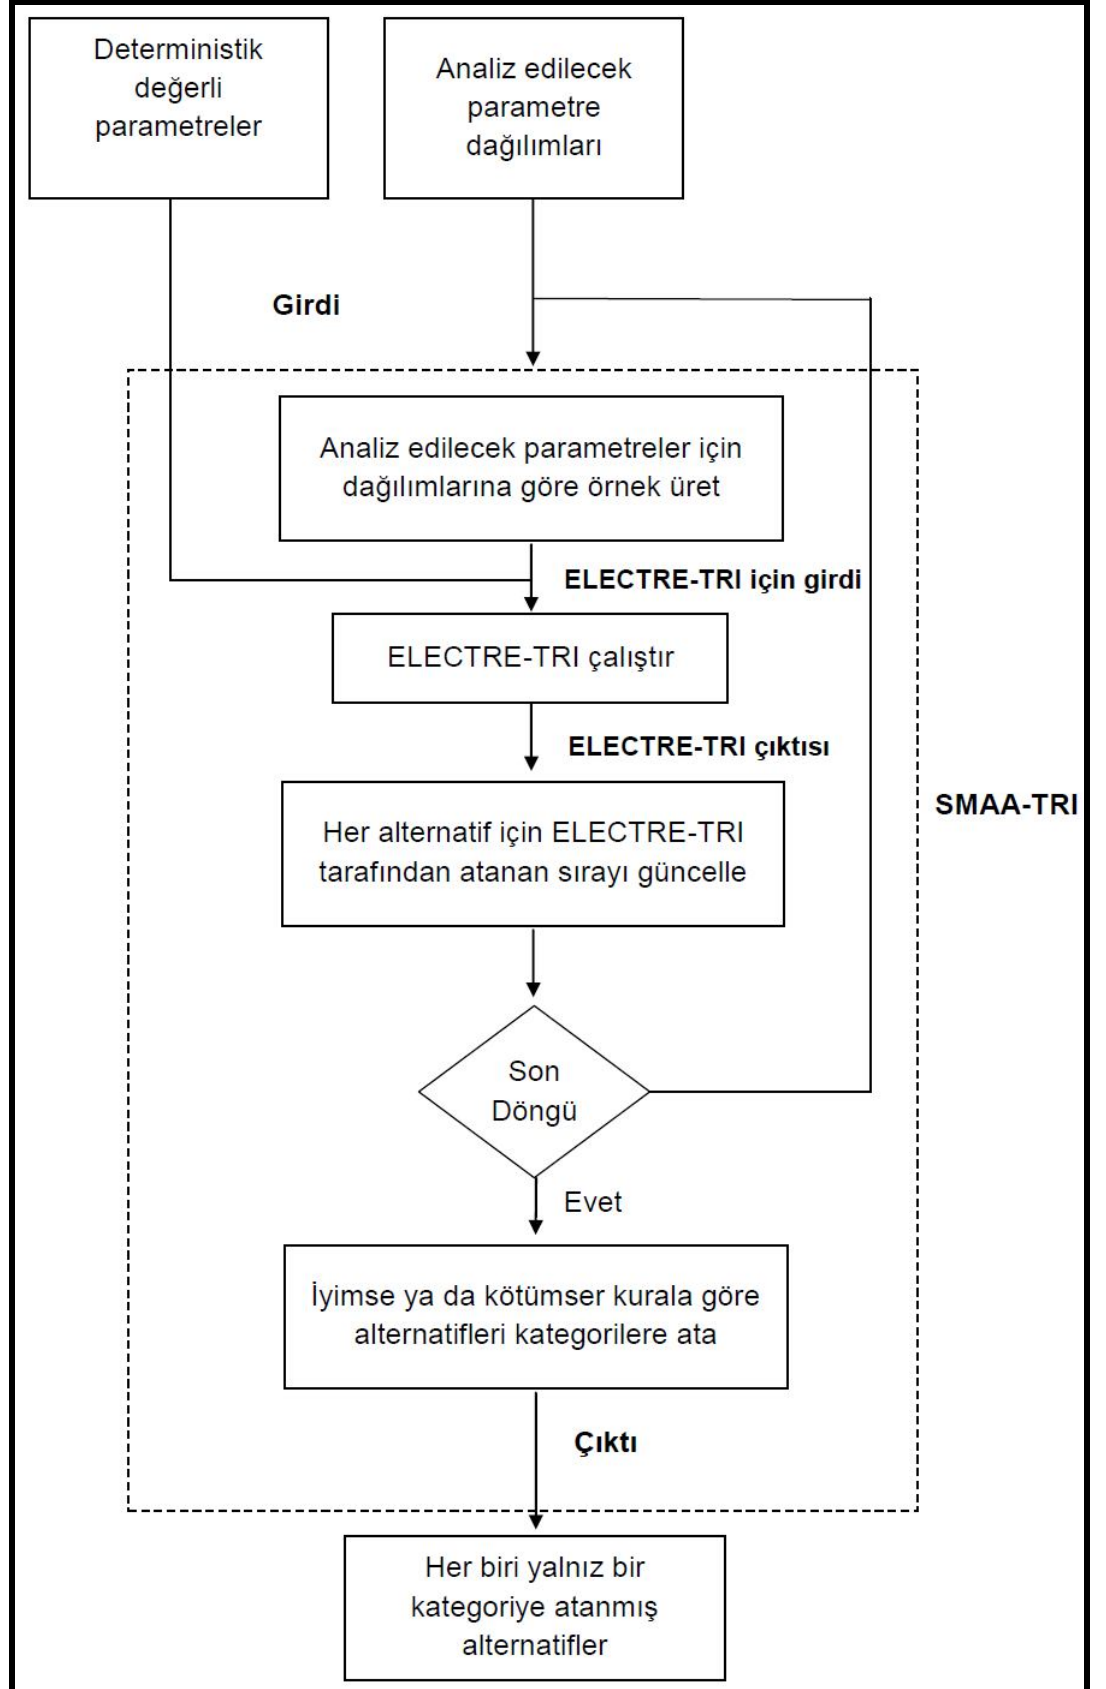 Deterministik
değerli
parametreler
Analiz edilecek
parametre
dağılımları
Girdi
Analiz edilecek parametreler için
dağılımlarına göre örnek üret
ELECTRE-TRI için girdi
ELECTRE-TRI çalıştır
ELECTRE-TRI çıktısı
Her alternatif için ELECTRE-TRI
tarafından atanan sırayı güncelle
SMAA-TRI
Son
Döngü
Evet
İyimse ya da kötümser kurala göre
alternatifleri kategorilere ata
Çıktı
Her biri yalnız bir
kategoriye atanmış
alternatifler